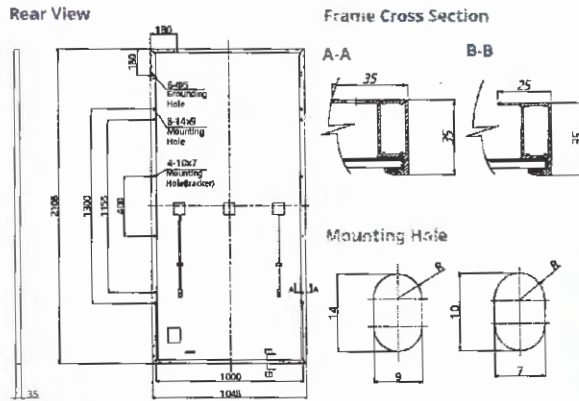 Rear View
Frame Cross Section
180
A-A
B-B
35
25
180
6-Φ5
Grounding
Hole
8-14x9
Mounting
Hole
35
35
4-10x7
Mounting
Hole(tracker)
2108
1300
1155
400
Mounting Hole
R
R
A
A
14
10
9
7
B
B
1000
35
1048